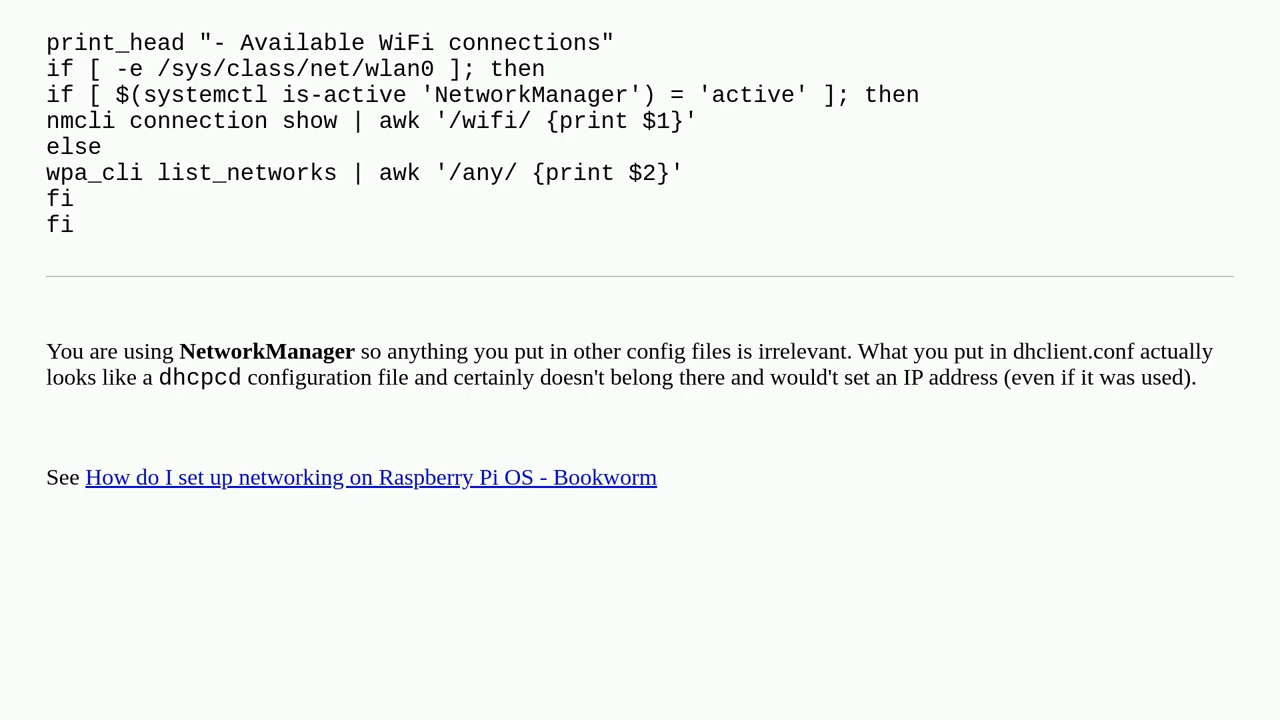 print_head "- Available WiFi connections"
if [ -e /sys/class/net/wlan0 ]; then
if [ $(systemctl is-active 'NetworkManager') = 'active' ]; then
nmcli connection show | awk '/wifi/ {print $1}'
else
wpa_cli list_networks | awk '/any/ {print $2}'
fi
fi
You are using NetworkManager so anything you put in other config files is irrelevant. What you put in dhclient.conf actually
looks like a dhcpcd configuration file and certainly doesn't belong there and would't set an IP address (even if it was used).
See How do I set up networking on Raspberry Pi OS - Bookworm